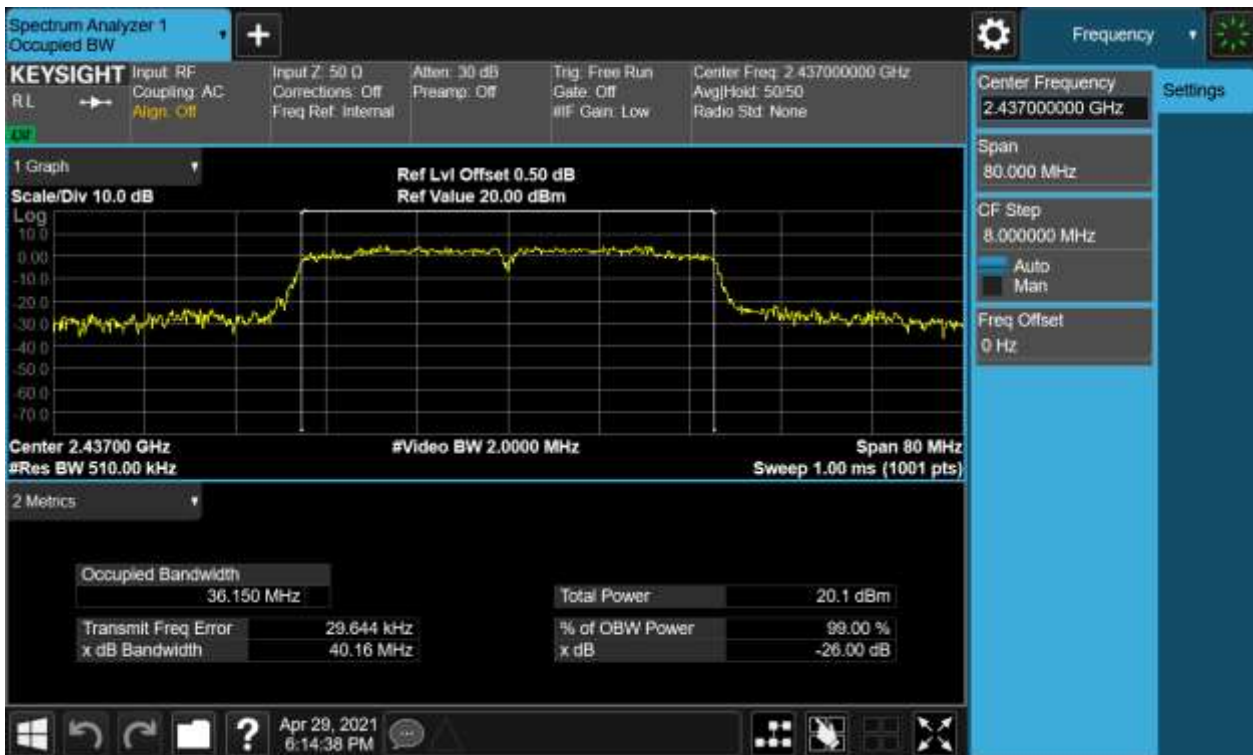 Spectrum Analyzer 1
Occupied BW
Frequency
KEYSIGHT
RL
Input: RF
Coupling: AC
Align: Off
Input Z: 50 Ω
Corrections: Off
Freq Ref: Internal
Atten: 30 dB
Preamp: Off
Trig: Free Run
Gate: Off
#IF Gain: Low
Center Freq: 2.437000000 GHz
Avg|Hold: 50/50
Radio Std: None
Center Frequency
2.437000000 GHz
Settings
Span
80.000 MHz
CF Step
8.000000 MHz
Auto
Man
Freq Offset
0 Hz
1 Graph
Scale/Div 10.0 dB
Ref Lvl Offset 0.50 dB
Ref Value 20.00 dBm
Log
10.0
0.00
-10.0
-20.0
-30.0
-40.0
-50.0
-60.0
-70.0
Center 2.43700 GHz
#Video BW 2.0000 MHz
Span 80 MHz
#Res BW 510.00 kHz
Sweep 1.00 ms (1001 pts)
2 Metrics
Occupied Bandwidth
36.150 MHz
Total Power 20.1 dBm
Transmit Freq Error 29.644 kHz
% of OBW Power 99.00 %
x dB Bandwidth 40.16 MHz
x dB -26.00 dB
?
Apr 29, 2021
6:14:38 PM